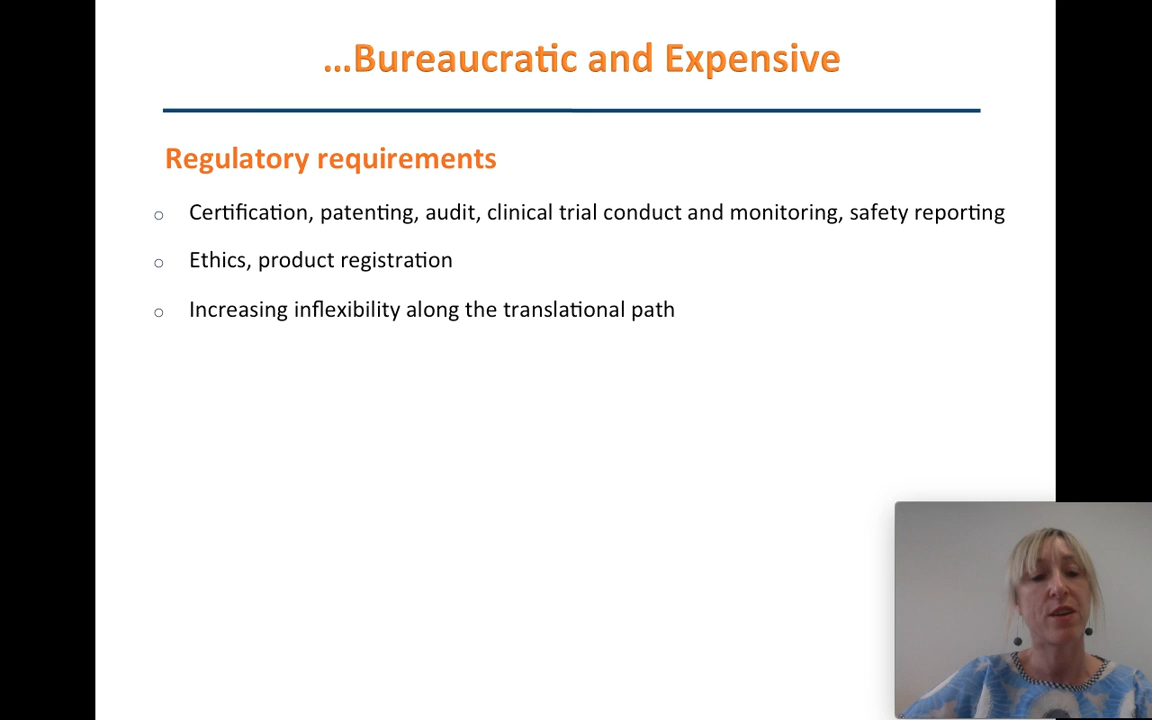 ...Bureaucratic and Expensive
Regulatory requirements
Certification, patenting, audit, clinical trial conduct and monitoring, safety reporting
Ethics, product registration
Increasing inflexibility along the translational path